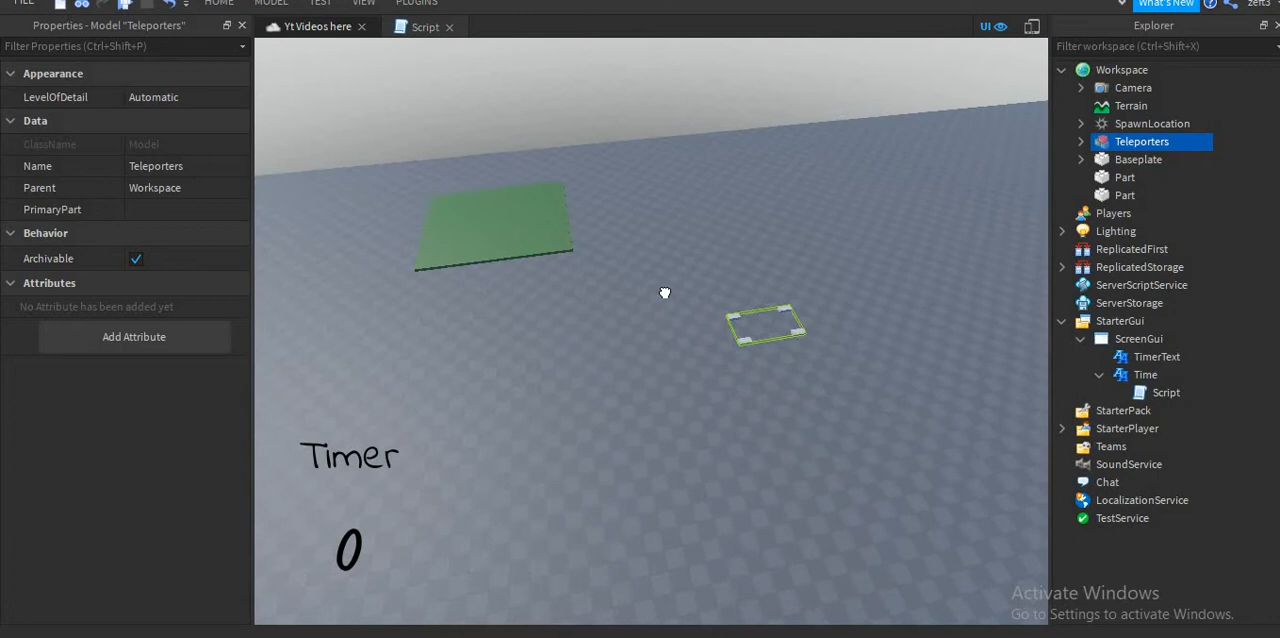 FILE HOME MODEL TEST VIEW PLUGINS What's New zeft3
Properties - Model "Teleporters"
Yt Videos here
Script
UI
Explorer
Filter Properties (Ctrl+Shift+P)
Filter workspace (Ctrl+Shift+X)
Appearance
LevelOfDetail Automatic
Data
ClassName Model
Name Teleporters
Parent Workspace
PrimaryPart
Behavior
Archivable
Attributes
No Attribute has been added yet
Add Attribute
Timer
0
Workspace
Camera
Terrain
SpawnLocation
Teleporters
Baseplate
Part
Part
Players
Lighting
ReplicatedFirst
ReplicatedStorage
ServerScriptService
ServerStorage
StarterGui
ScreenGui
TimerText
Time
Script
StarterPack
StarterPlayer
Teams
SoundService
Chat
LocalizationService
TestService
Activate Windows
Go to Settings to activate Windows.